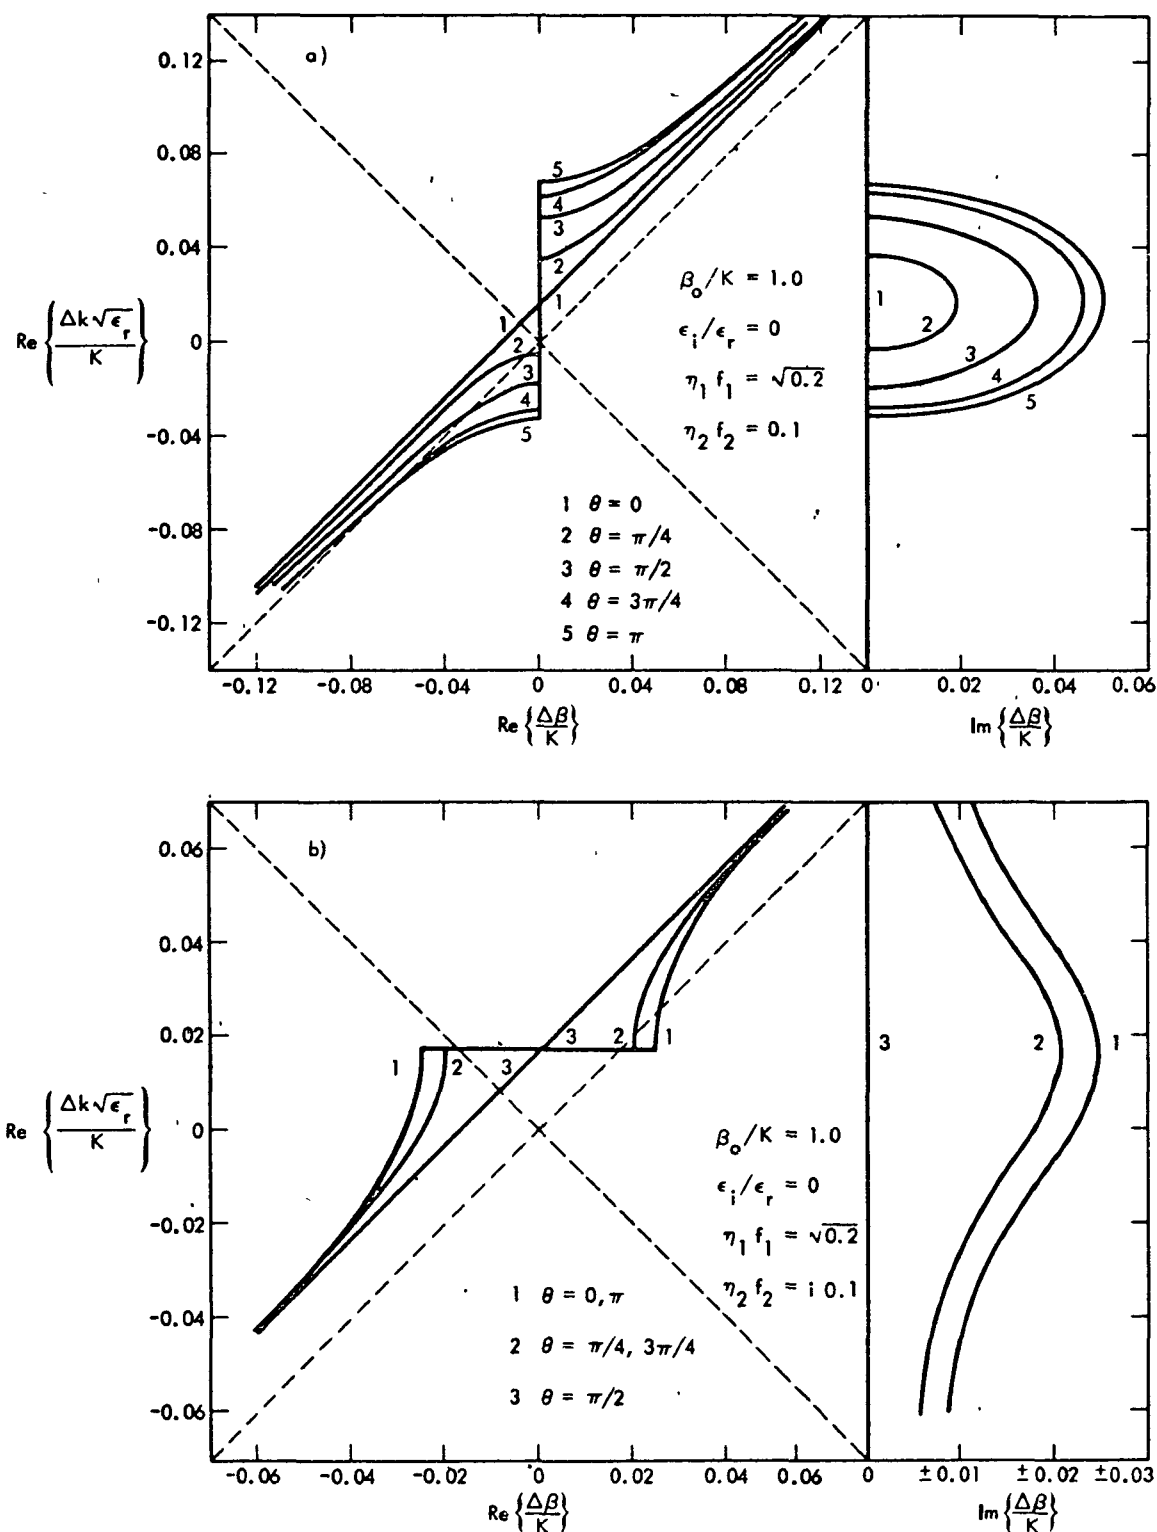 a)
0.12
0.08
0.04
0
-0.04
-0.08
-0.12
Re {Δk√ϵr / K}
5
4
3
2
1
1
2
3
4
5
βo/K = 1.0
ϵi/ϵr = 0
η1 f1 = √0.2
η2 f2 = 0.1
1 θ = 0
2 θ = π/4
3 θ = π/2
4 θ = 3π/4
5 θ = π
1
2
3
4
5
-0.12 -0.08 -0.04 0 0.04 0.08 0.12 0 0.02 0.04 0.06
Re {Δβ/K}
Im {Δβ/K}
b)
0.06
0.04
0.02
0
-0.02
-0.04
-0.06
Re {Δk√ϵr / K}
1 2 3 3 2 1
3 2 1
βo/K = 1.0
ϵi/ϵr = 0
η1 f1 = √0.2
η2 f2 = i 0.1
1 θ = 0, π
2 θ = π/4, 3π/4
3 θ = π/2
-0.06 -0.04 -0.02 0 0.02 0.04 0.06 0 ±0.01 ±0.02 ±0.03
Re {Δβ/K}
Im {Δβ/K}